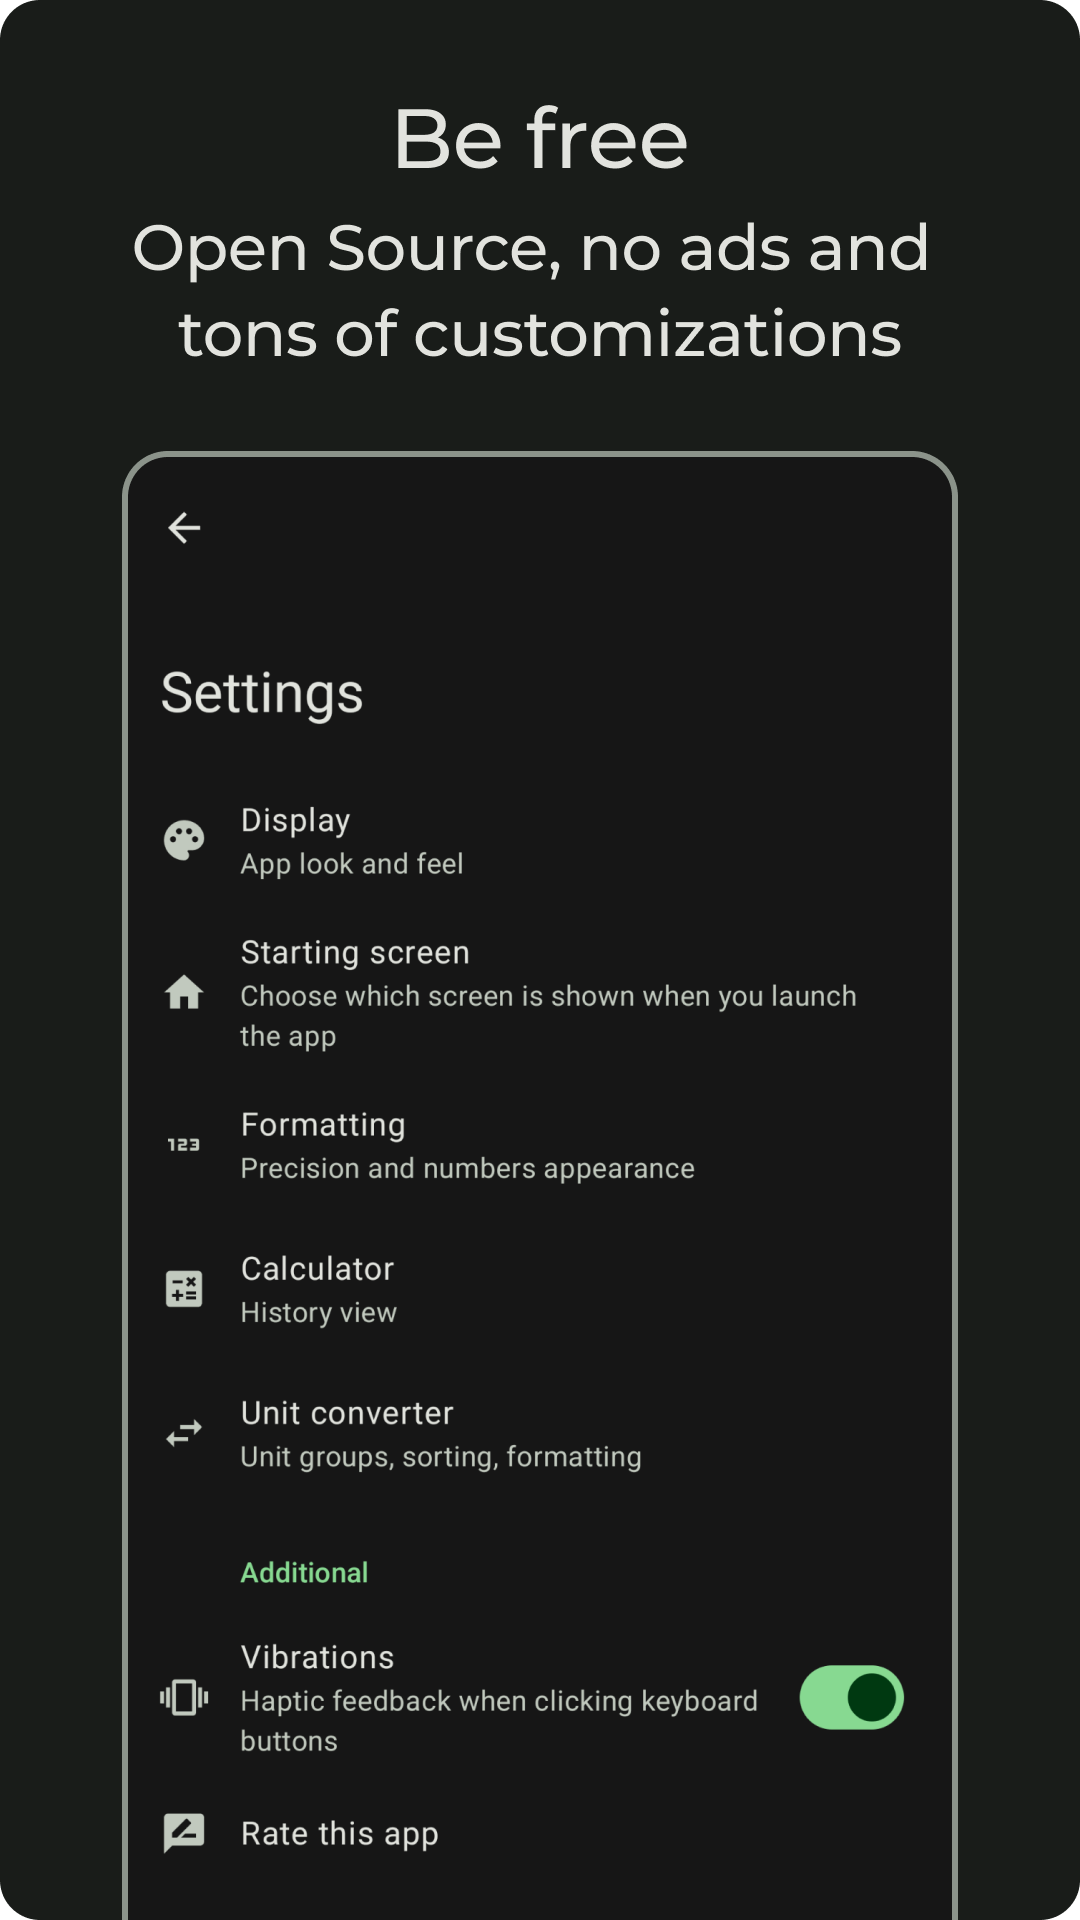 Be free
Open Source, no ads and
tons of customizations
Settings
Display
App look and feel
Starting screen
Choose which screen is shown when you launch
the app
123
Formatting
Precision and numbers appearance
Calculator
History view
Unit converter
Unit groups, sorting, formatting
Additional
Vibrations
Haptic feedback when clicking keyboard
buttons
Rate this app